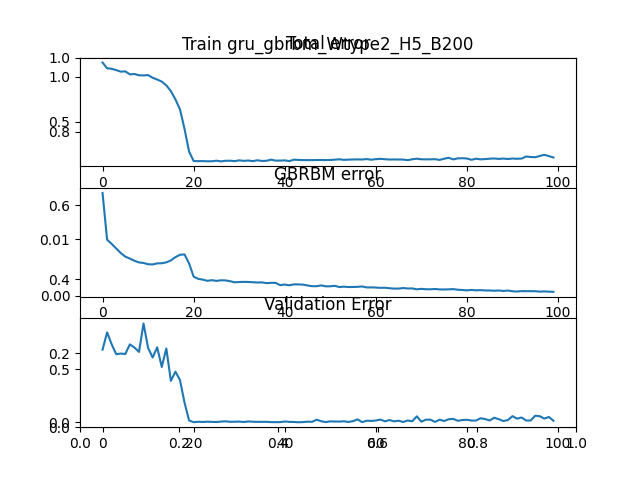 Train gru_gbrbm_Wtype2_H5_B200
Total error
1.0
1.0
0.5
0.8
0 20 40 60 80 100
GBRBM error
0.6
0.01
0.4
0.00
0 20 40 60 80 100
Validation Error
0.2
0.5
0.0
0.0
0.0 0 0.2 20 0.4 40 0.6 60 80 0.8 100 1.0